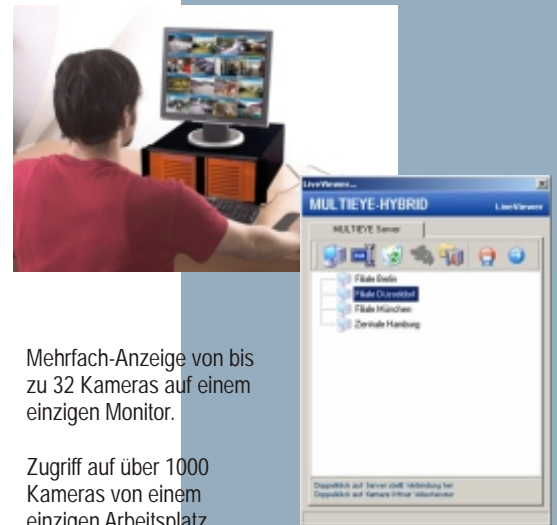 LiveViewer...
MULTIEYE-HYBRID
LiveViewer
MULTIEYE Server
Filiale Berlin
Filiale Düsseldorf
Filiale München
Zentrale Hamburg
Doppelklick auf Server stellt Verbindung her
Doppelklick auf Kamera öffnet Videofenster
Mehrfach-Anzeige von bis
zu 32 Kameras auf einem
einzigen Monitor.
Zugriff auf über 1000
Kameras von einem
einzigen Arbeitsplatz